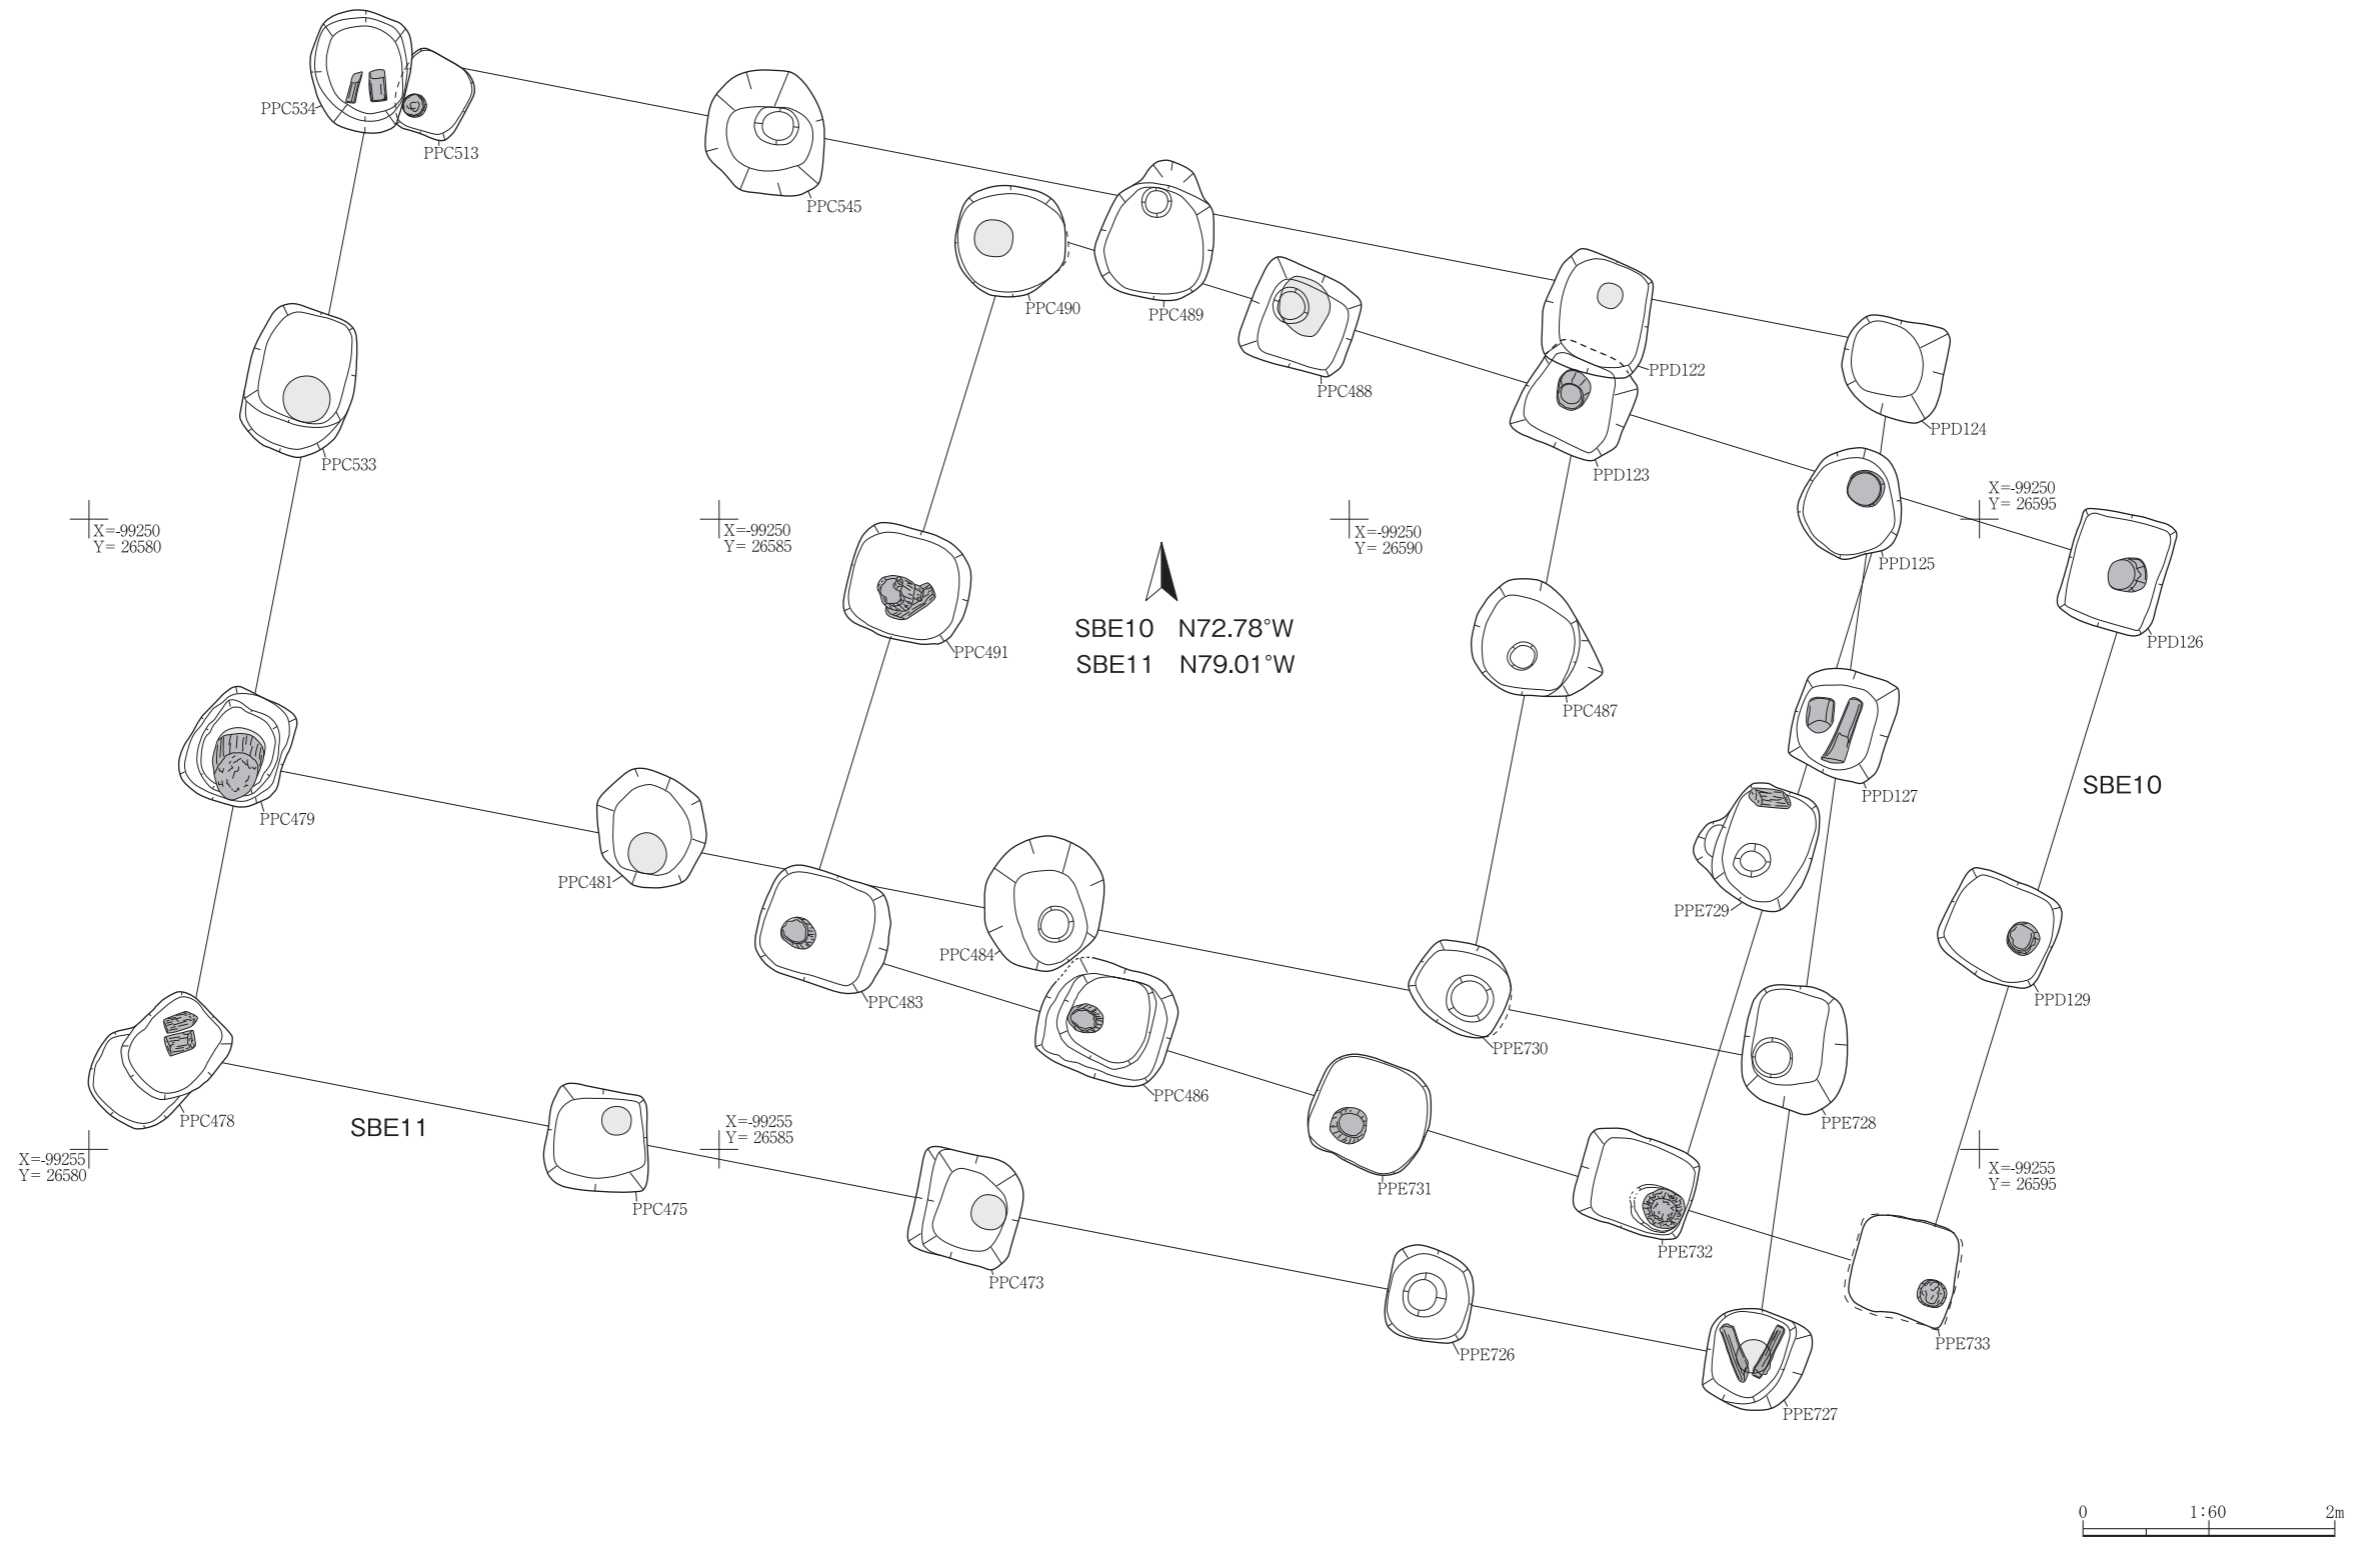 PPC534
PPC513
PPC545
PPC490
PPC489
PPC488
PPD122
PPD124
PPC533
PPD123
X=-99250
Y= 26580
X=-99250
Y= 26585
X=-99250
Y= 26590
X=-99250
Y= 26595
PPD125
PPD126
PPC491
SBE10 N72.78°W
SBE11 N79.01°W
PPC487
SBE10
PPD127
PPC479
PPC481
PPE729
PPC484
PPC483
PPD129
PPE730
PPC486
PPC478
SBE11
X=-99255
Y= 26585
PPE728
X=-99255
Y= 26580
X=-99255
Y= 26595
PPE731
PPC475
PPE732
PPC473
PPE726
PPE733
PPE727
0 1:60 2m